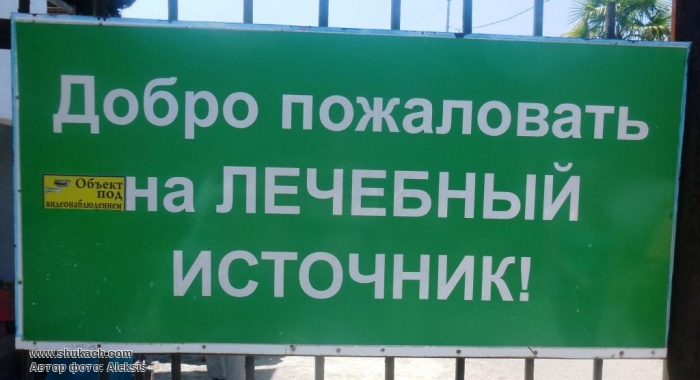 Добро пожаловать
на ЛЕЧЕБНЫЙ
ИСТОЧНИК!
Объект
под
видеонаблюдением
www.shukach.com
Автор фото: Aleksis